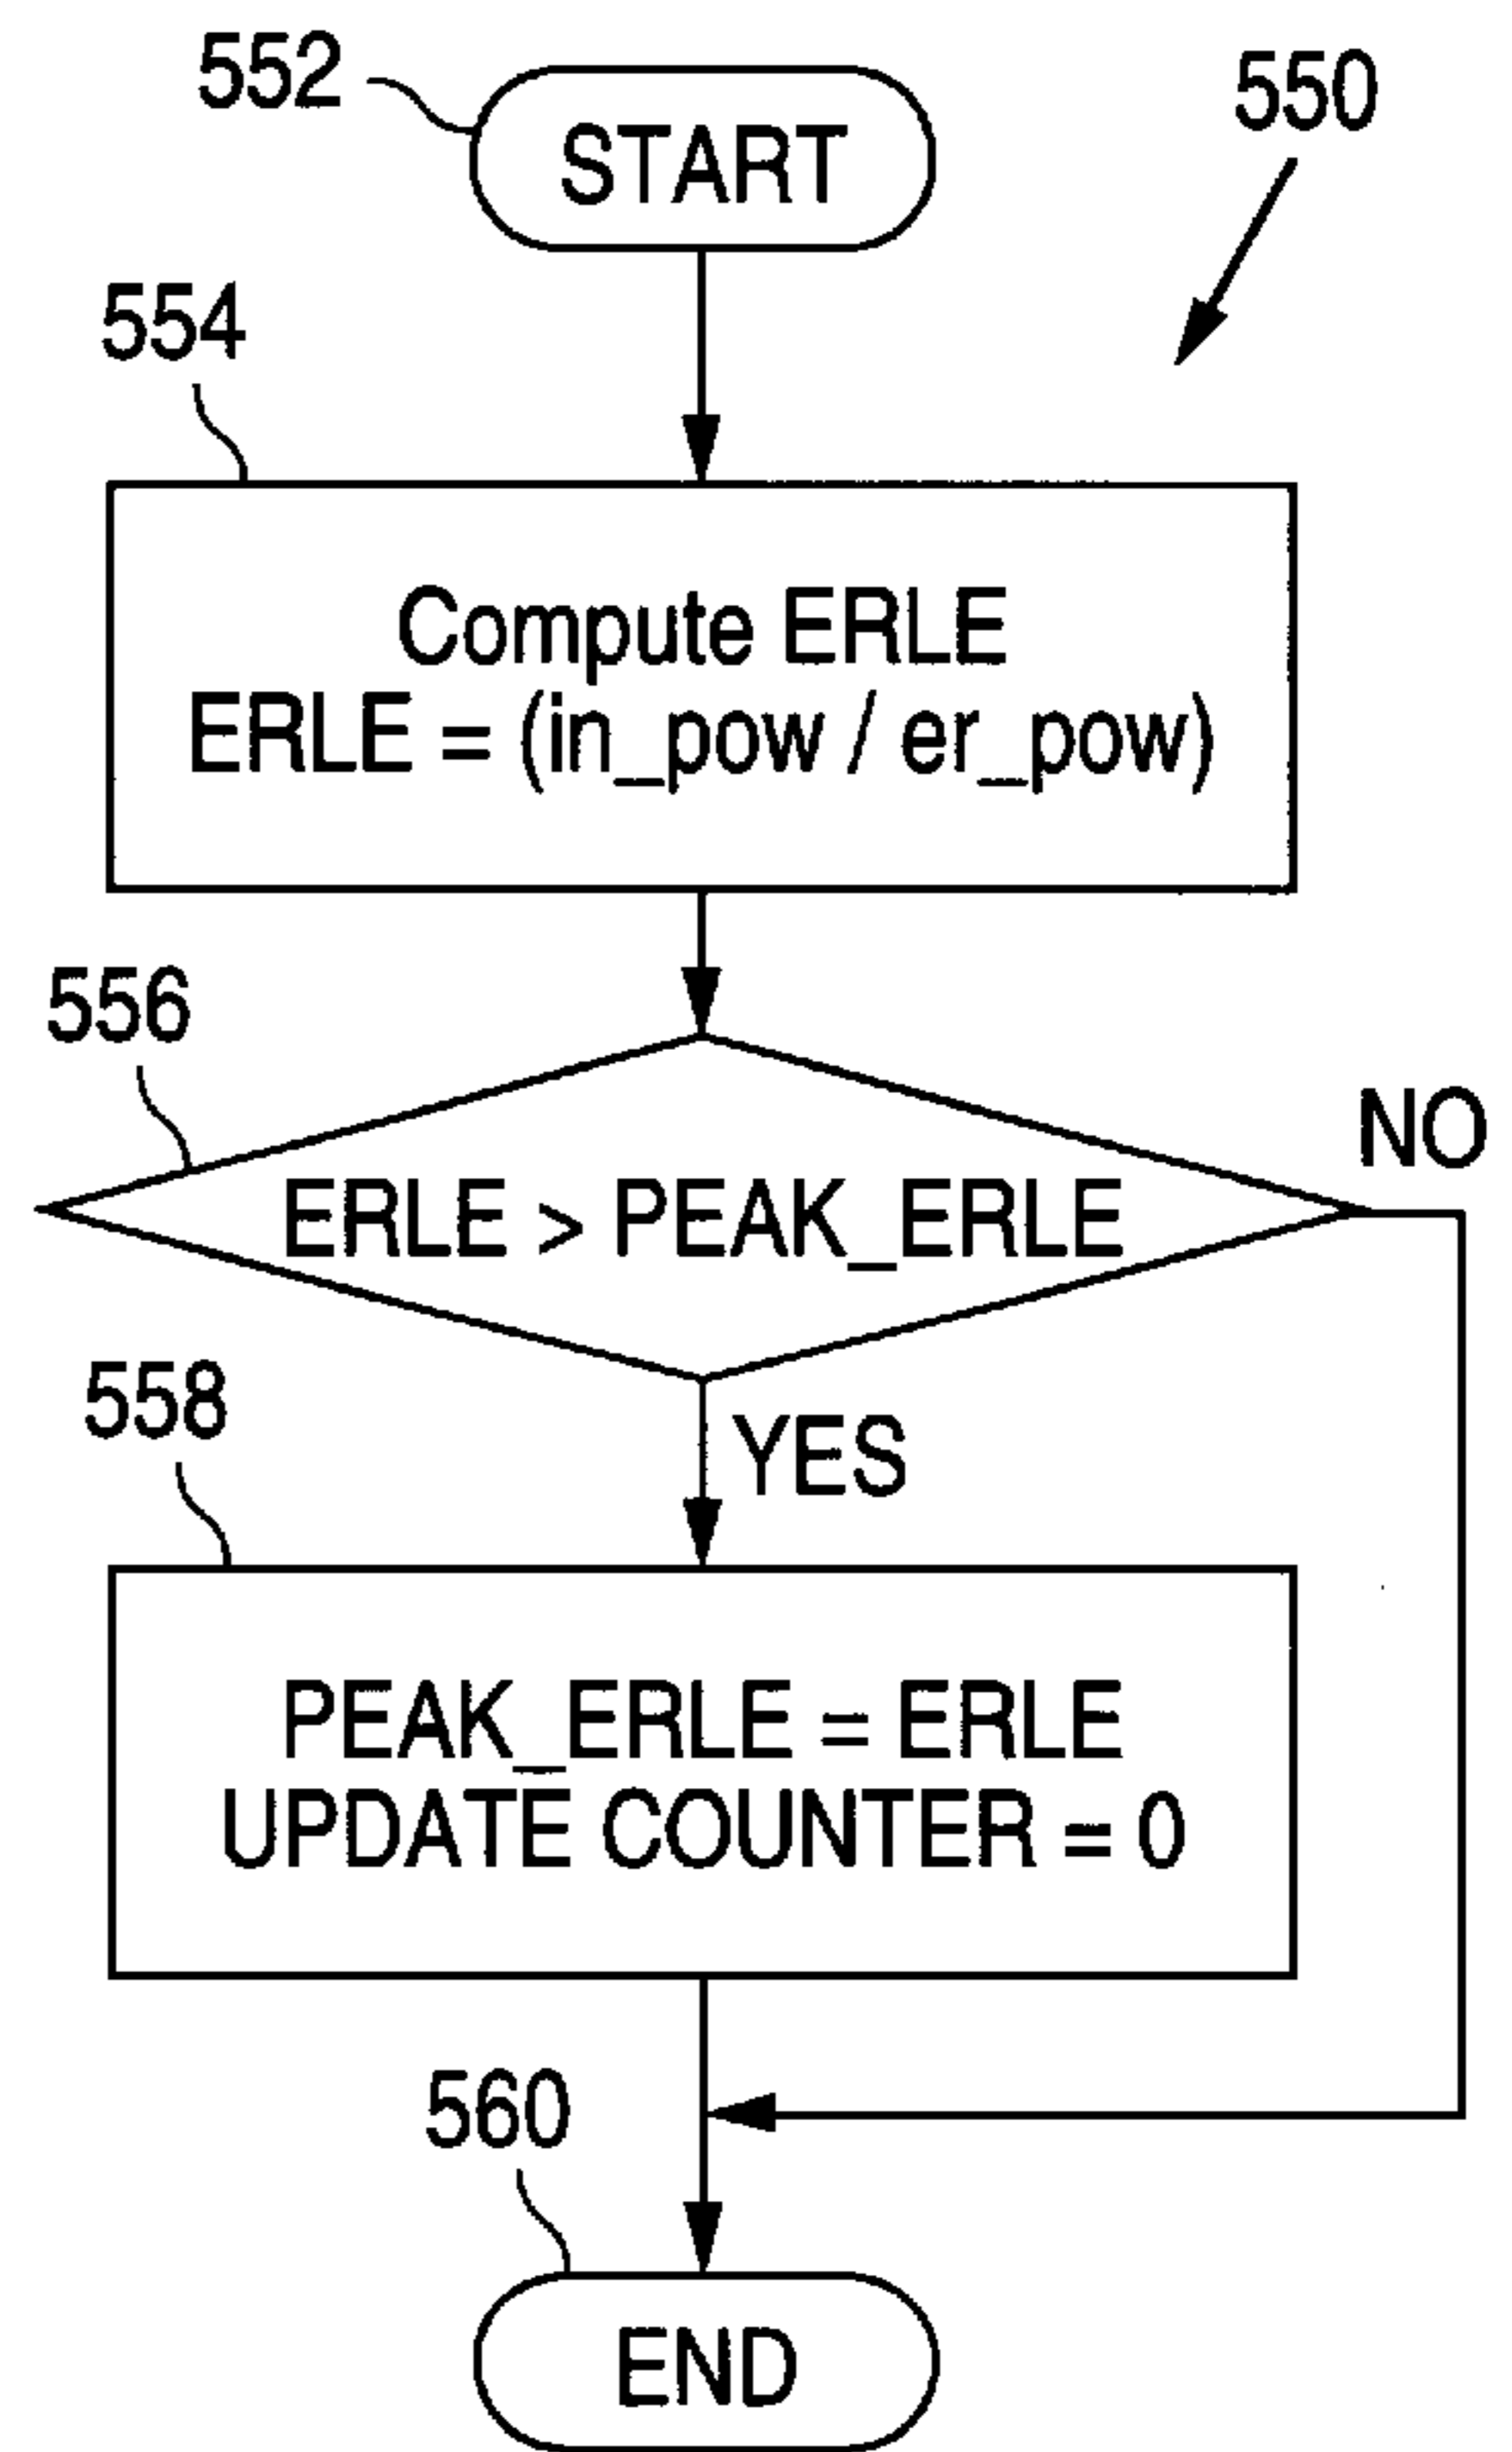 552
START
550
554
Compute ERLE
ERLE = (in_pow / er_pow)
556
ERLE > PEAK_ERLE
NO
YES
558
PEAK_ERLE = ERLE
UPDATE COUNTER = 0
560
END